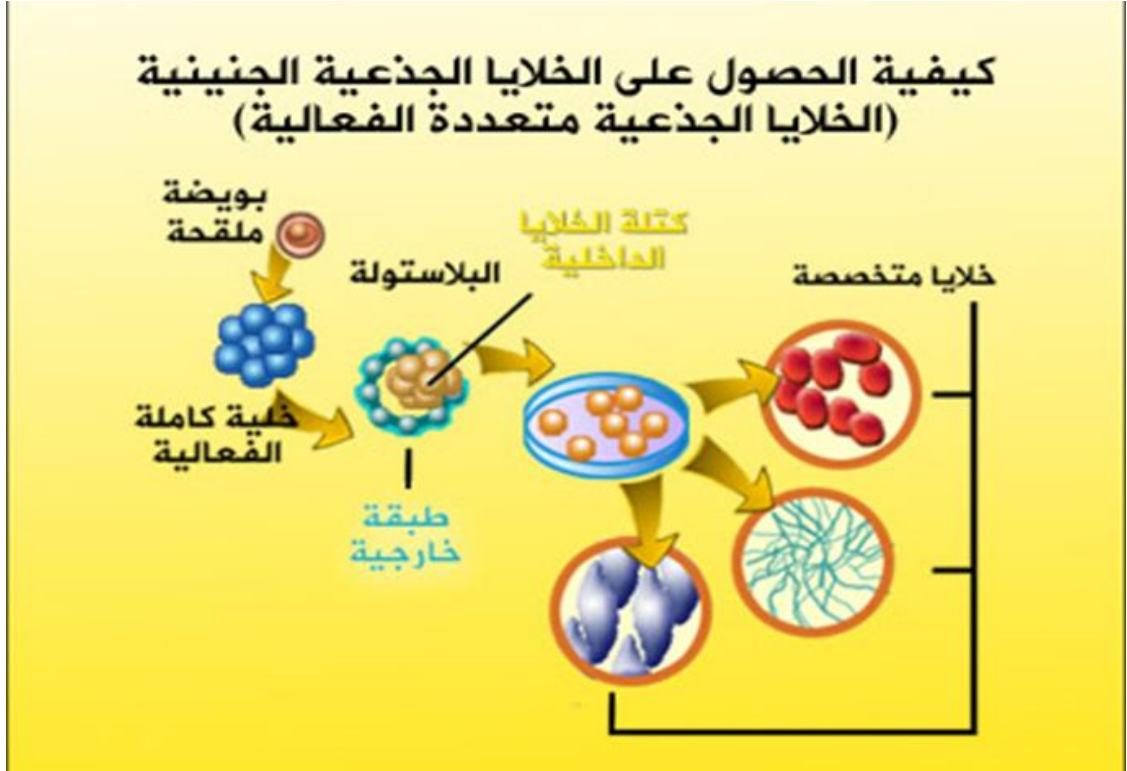 كيفية الحصول على الخلايا الجذعية الجنينية
(الخلايا الجذعية متعددة الفعالية)
بويضة
ملقحة
كتلة الخلايا
الداخلية
البلاستولة
خلايا متخصصة
خلية كاملة
الفعالية
طبقة
خارجية